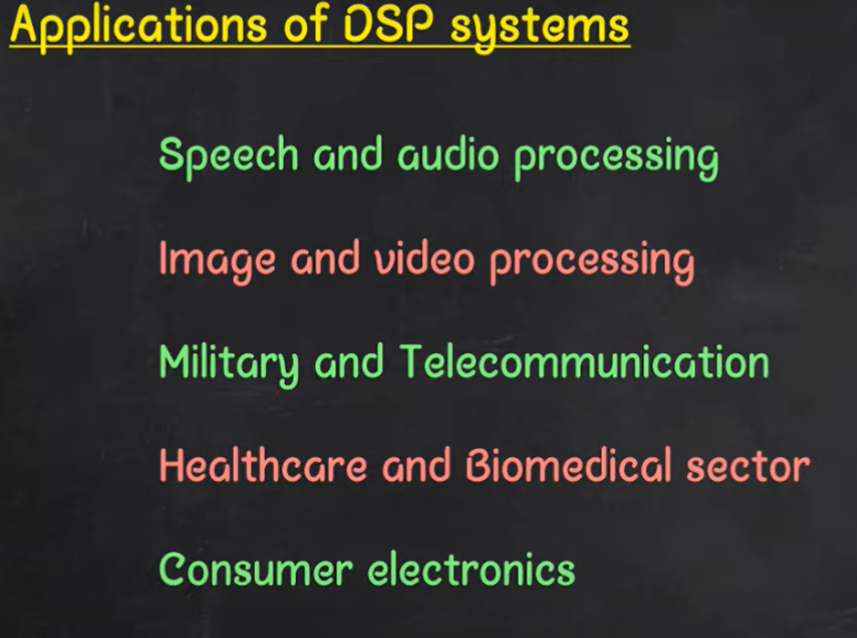 Applications of DSP systems
Speech and audio processing
Image and video processing
Military and Telecommunication
Healthcare and Biomedical sector
Consumer electronics